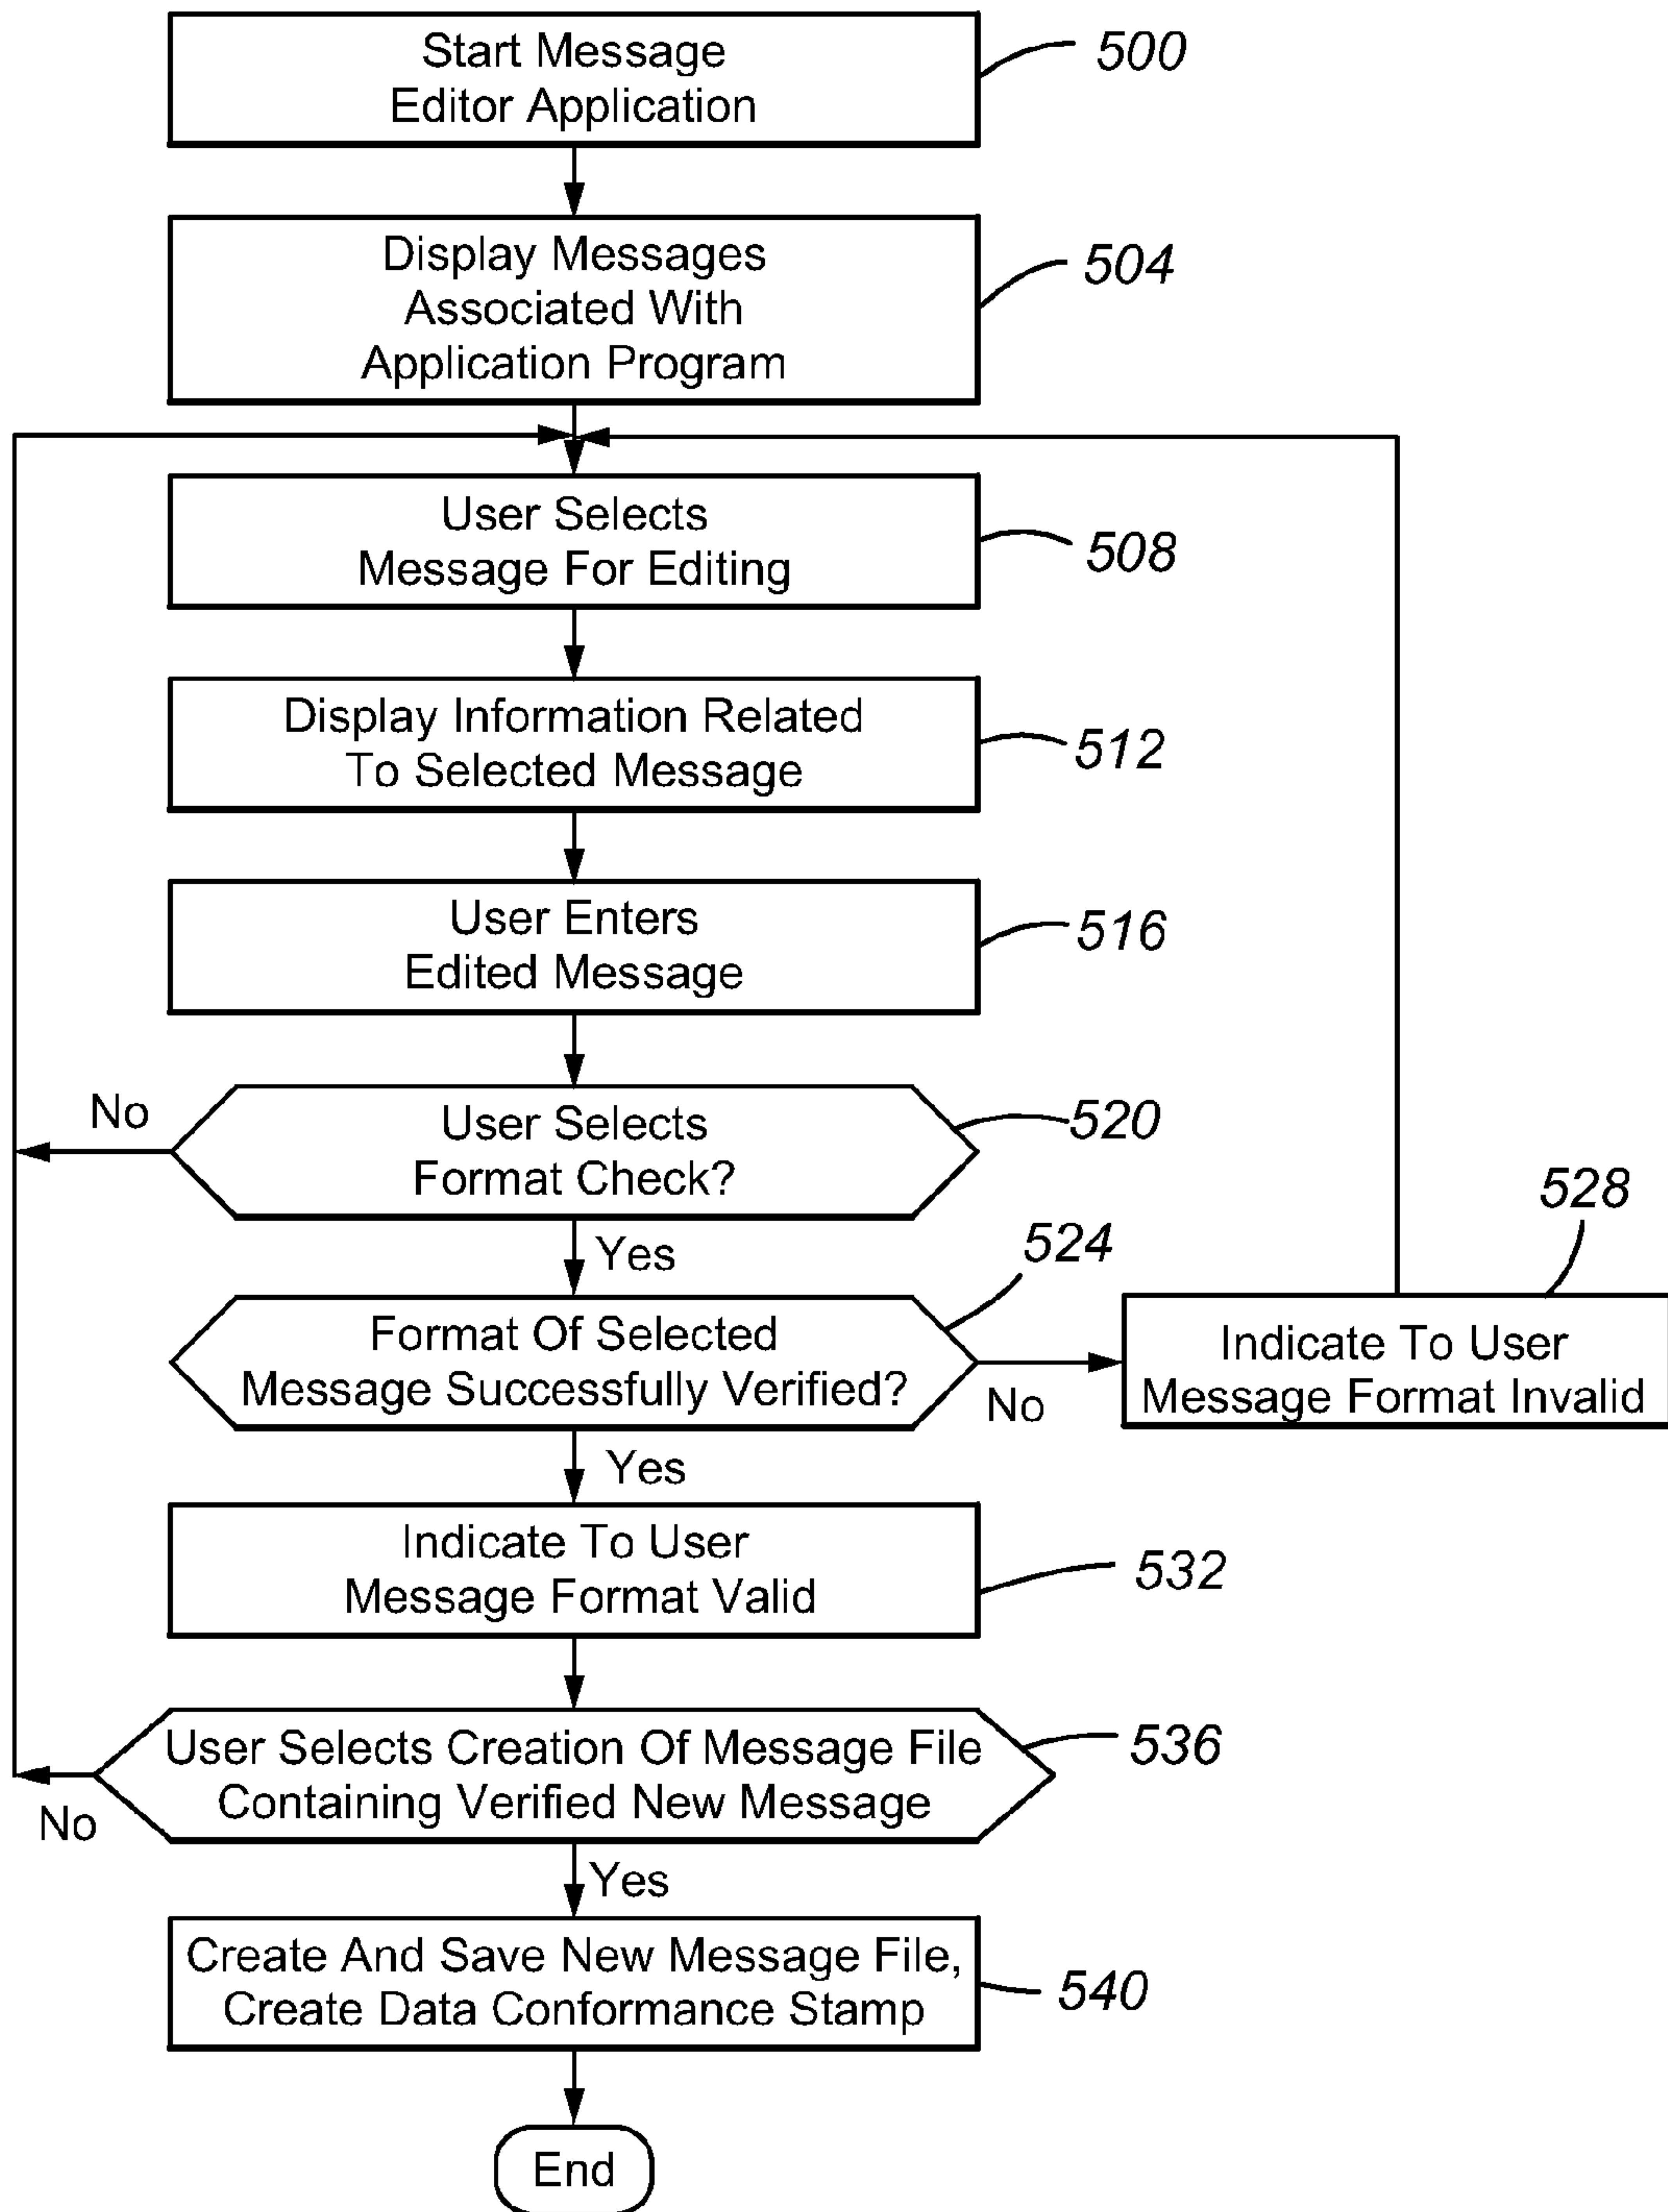 Start Message
Editor Application
500
Display Messages
Associated With
Application Program
504
User Selects
Message For Editing
508
Display Information Related
To Selected Message
512
User Enters
Edited Message
516
No
User Selects
Format Check?
520
Yes
524
528
Format Of Selected
Message Successfully Verified?
No
Indicate To User
Message Format Invalid
Yes
Indicate To User
Message Format Valid
532
User Selects Creation Of Message File
Containing Verified New Message
536
No
Yes
Create And Save New Message File,
Create Data Conformance Stamp
540
End